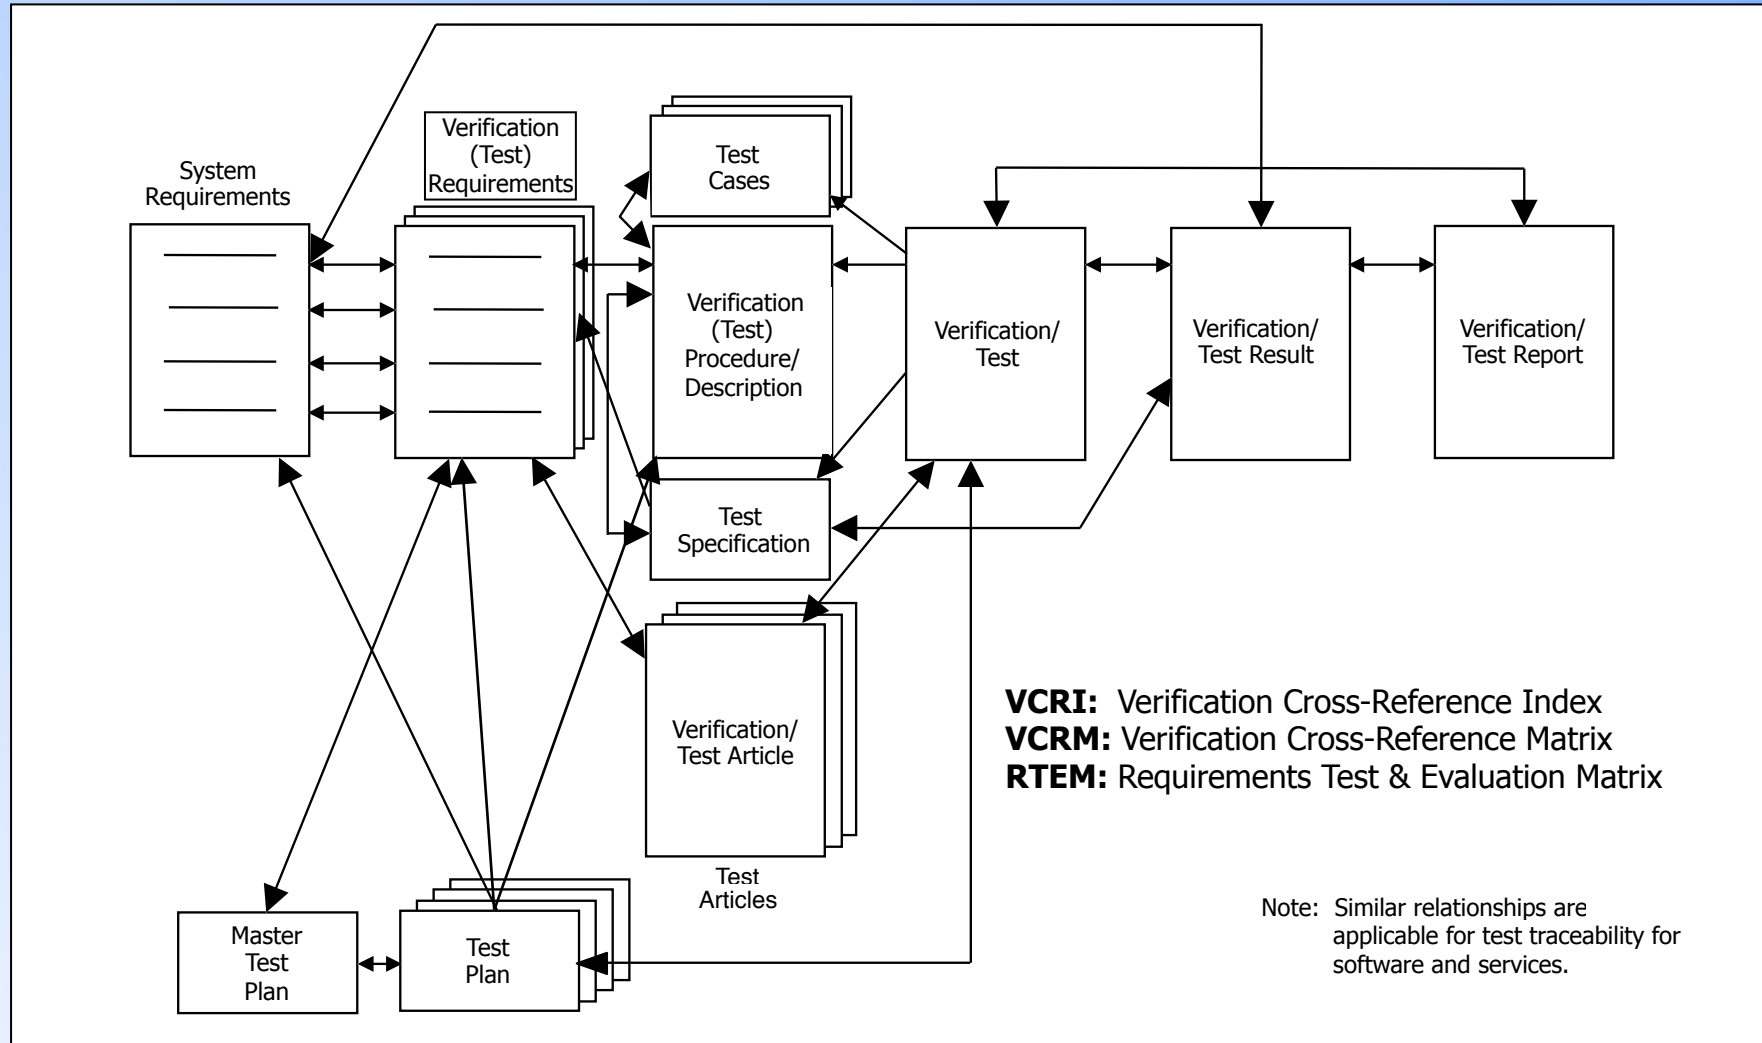 System
Requirements
Verification
(Test)
Requirements
Test
Cases
Verification
(Test)
Procedure/
Description
Verification/
Test
Verification/
Test Result
Verification/
Test Report
Test
Specification
Verification/
Test Article
Test
Articles
Master
Test
Plan
Test
Plan
VCRI: Verification Cross-Reference Index
VCRM: Verification Cross-Reference Matrix
RTEM: Requirements Test & Evaluation Matrix
Note: Similar relationships are
applicable for test traceability for
software and services.